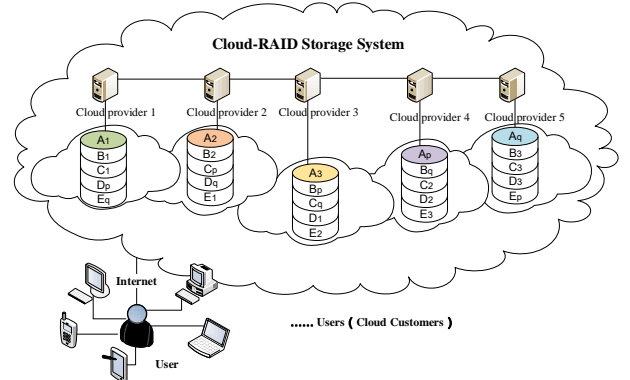 Cloud-RAID Storage System
Cloud provider 1
Cloud provider 2
Cloud provider 3
Cloud provider 4
Cloud provider 5
A1
B1
C1
Dp
Eq
A2
B2
Cp
Dq
E1
A3
Bp
Cq
D1
E2
Ap
Bq
C2
D2
E3
Aq
B3
C3
D3
Ep
Internet
...... Users ( Cloud Customers )
User